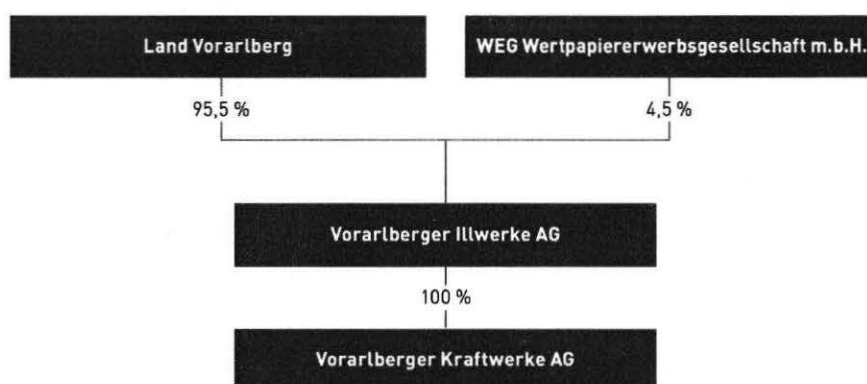 Land Vorarlberg
WEG Wertpapiererwerbsgesellschaft m.b.H.
95,5 %
4,5 %
Vorarlberger Illwerke AG
100 %
Vorarlberger Kraftwerke AG